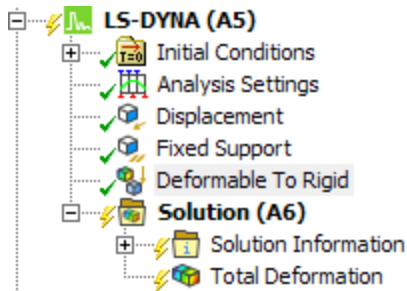 LS-DYNA (A5)
T=0 Initial Conditions
Analysis Settings
Displacement
Fixed Support
Deformable To Rigid
Solution (A6)
i Solution Information
Total Deformation